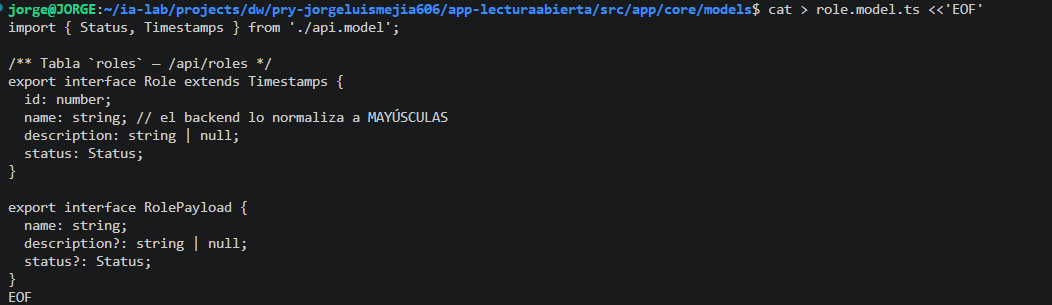 jorge@JORGE:~/ia-lab/projects/dw/pry-jorgeluismejia606/app-lecturaabierta/src/app/core/models$ cat > role.model.ts <<'EOF'
import { Status, Timestamps } from './api.model';

/** Tabla `roles` — /api/roles */
export interface Role extends Timestamps {
  id: number;
  name: string; // el backend lo normaliza a MAYÚSCULAS
  description: string | null;
  status: Status;
}

export interface RolePayload {
  name: string;
  description?: string | null;
  status?: Status;
}
EOF